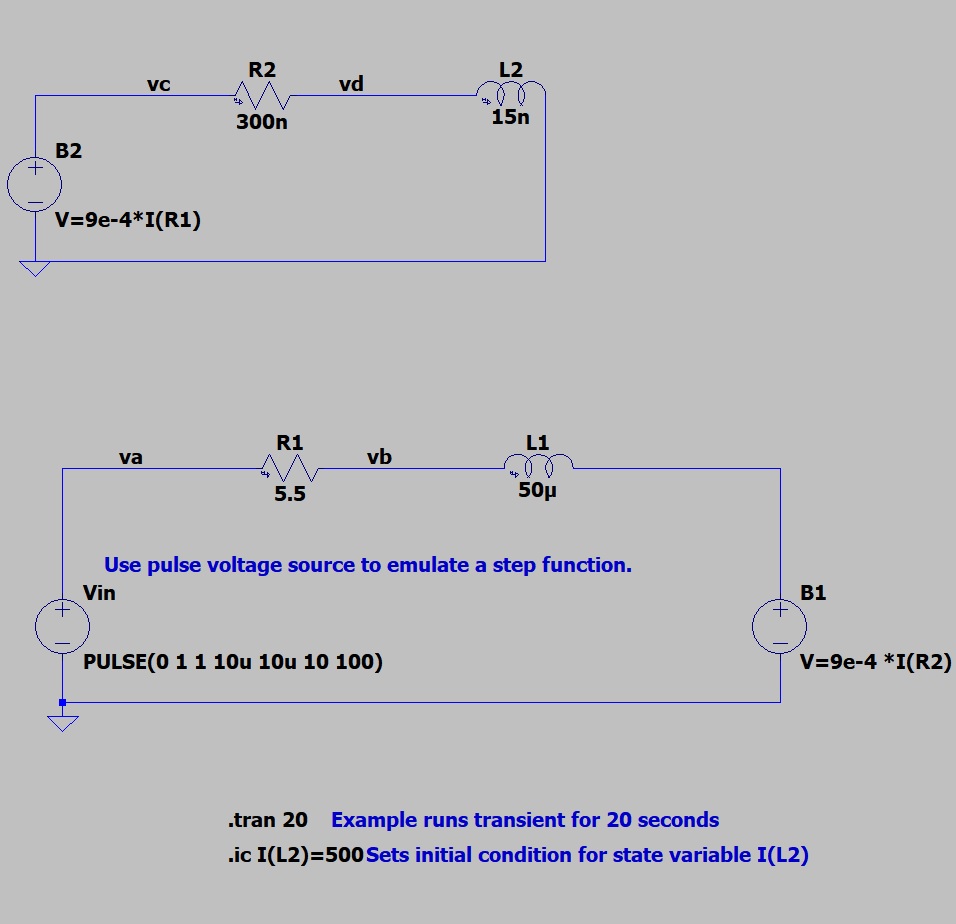 R2
L2
vc
vd
300n
15n
B2
V=9e-4*I(R1)
R1
L1
va
vb
5.5
50µ
Use pulse voltage source to emulate a step function.
Vin
B1
PULSE(0 1 1 10u 10u 10 100)
V=9e-4 *I(R2)
.tran 20 Example runs transient for 20 seconds
.ic I(L2)=500 Sets initial condition for state variable I(L2)